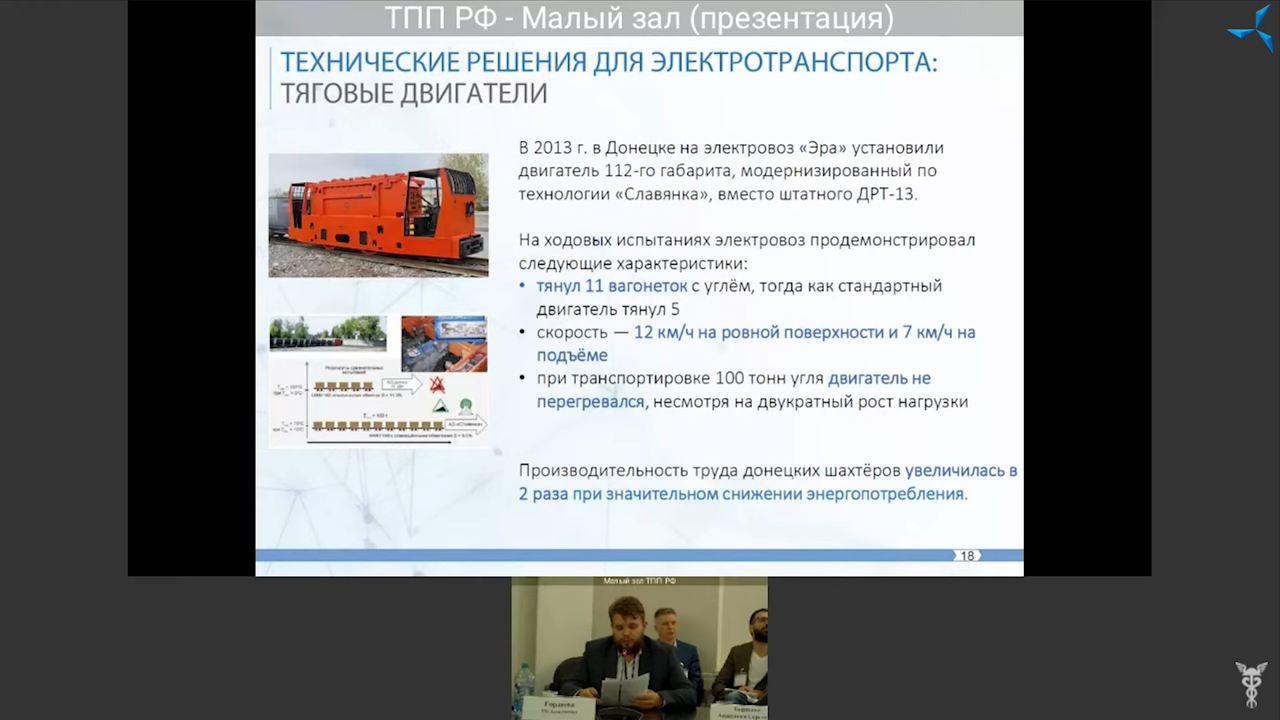 ТПП РФ - Малый зал (презентация)
ТЕХНИЧЕСКИЕ РЕШЕНИЯ ДЛЯ ЭЛЕКТРОТРАНСПОРТА:
ТЯГОВЫЕ ДВИГАТЕЛИ
В 2013 г. в Донецке на электровоз «Эра» установили
двигатель 112-го габарита, модернизированный по
технологии «Славянка», вместо штатного ДРТ-13.
На ходовых испытаниях электровоз продемонстрировал
следующие характеристики:
• тянул 11 вагонеток с углём, тогда как стандартный
двигатель тянул 5
• скорость — 12 км/ч на ровной поверхности и 7 км/ч на
подъёме
• при транспортировке 100 тонн угля двигатель не
перегревался, несмотря на двукратный рост нагрузки
Производительность труда донецких шахтёров увеличилась в
2 раза при значительном снижении энергопотребления.
Результаты сравнительных
испытаний
18
Малый зал ТПП РФ